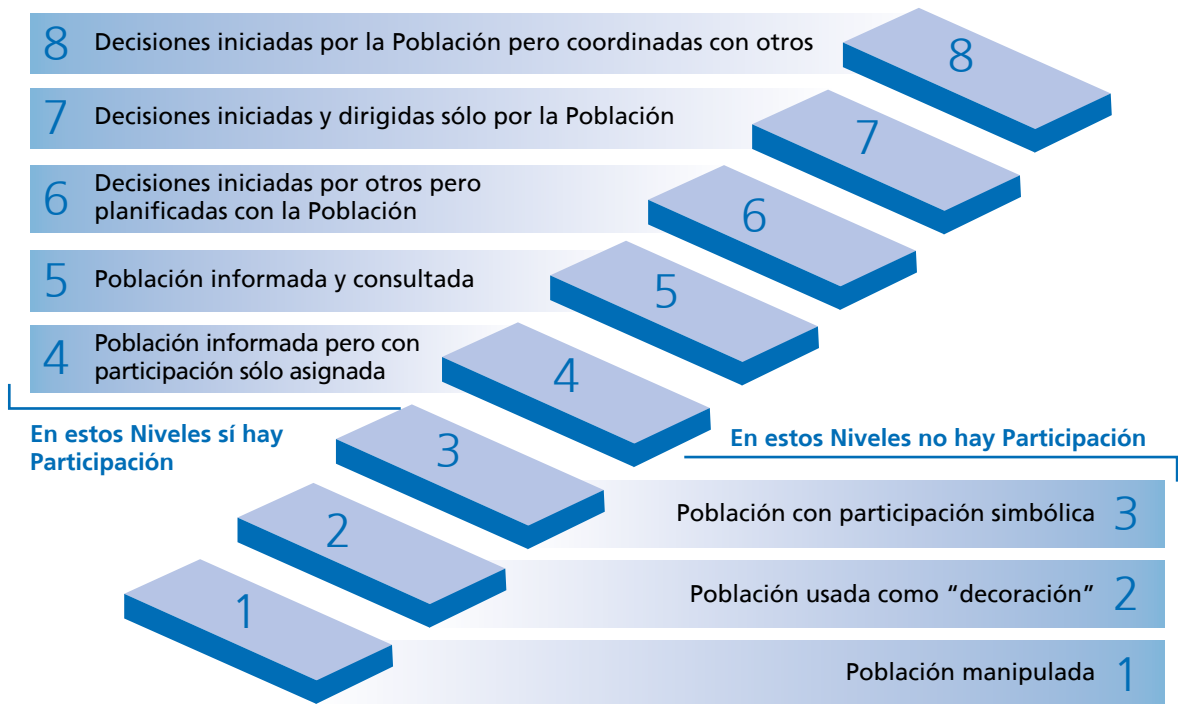 8 Decisiones iniciadas por la Población pero coordinadas con otros
8
7 Decisiones iniciadas y dirigidas sólo por la Población
7
6 Decisiones iniciadas por otros pero
planificadas con la Población
6
5 Población informada y consultada
5
4 Población informada pero con
participación sólo asignada
4
En estos Niveles sí hay
Participación
3
En estos Niveles no hay Participación
Población con participación simbólica 3
2
Población usada como “decoración” 2
1
Población manipulada 1